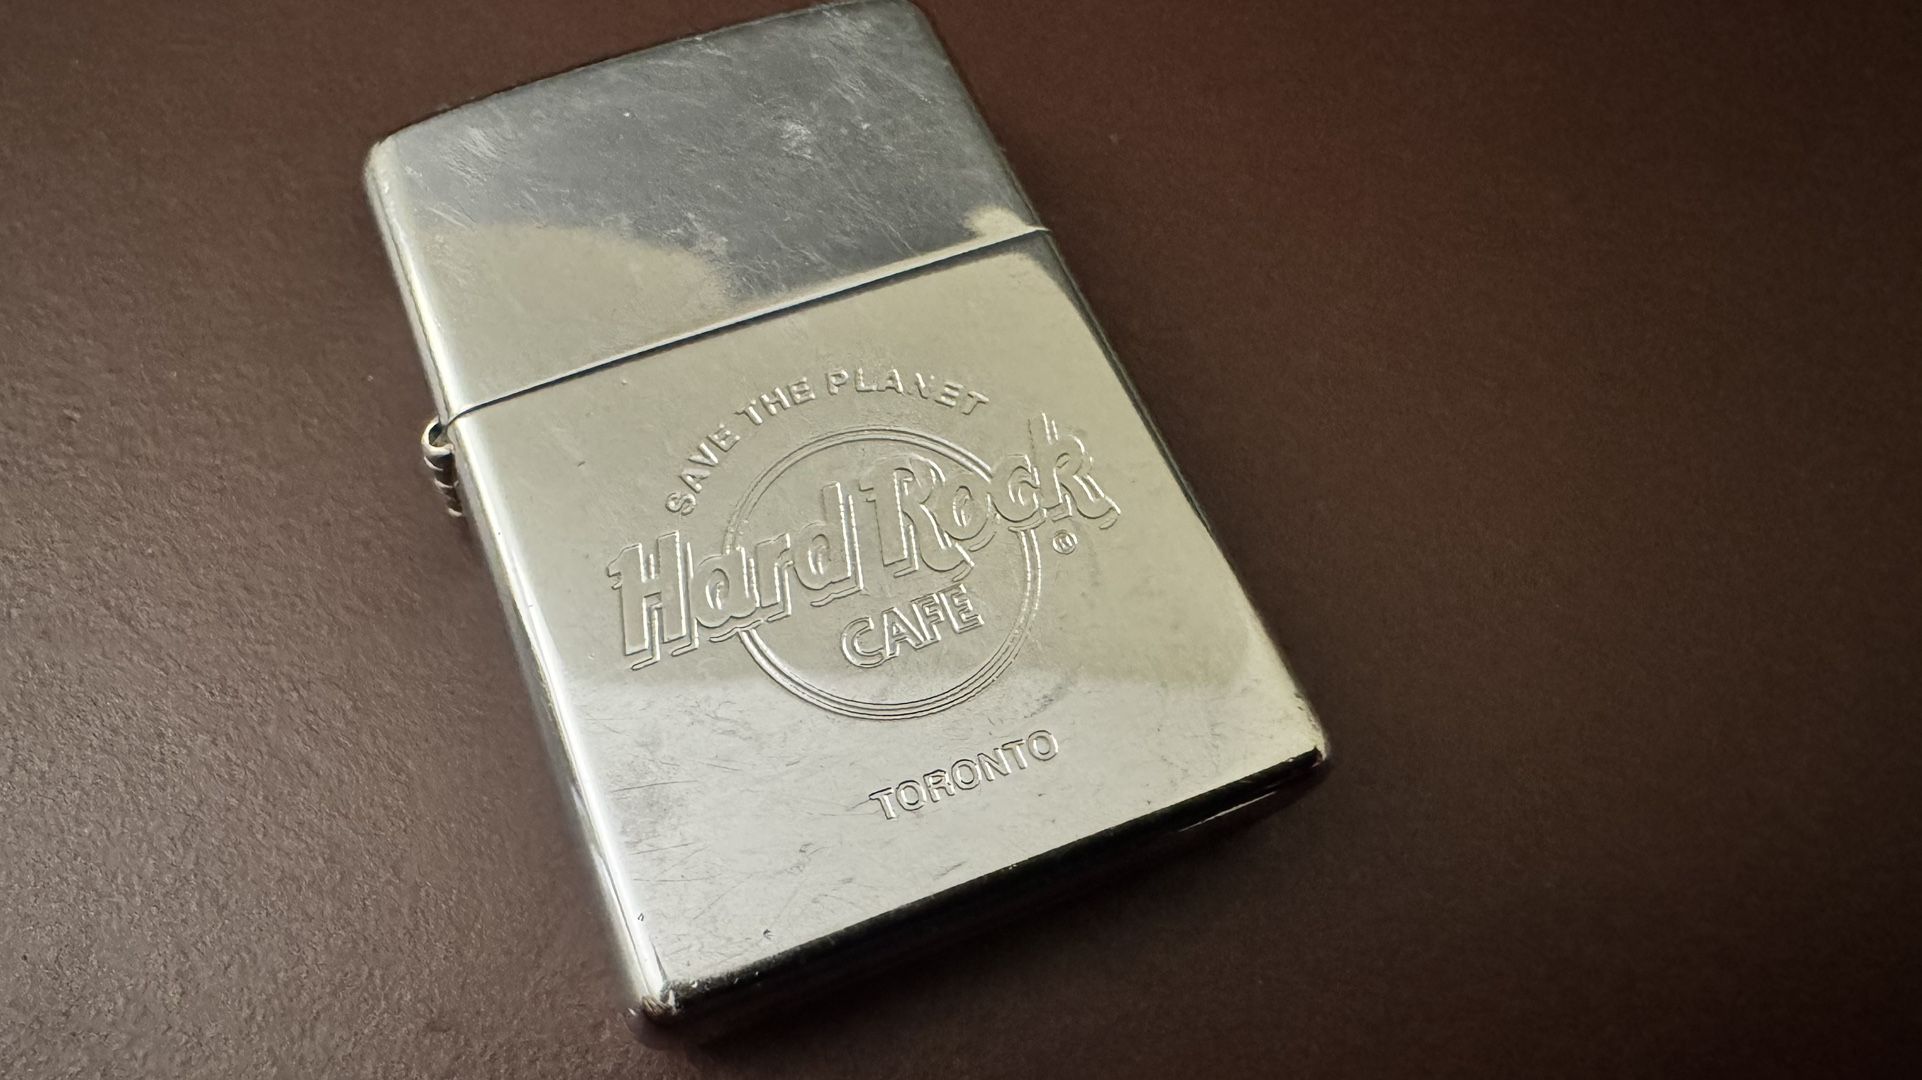 SAVE THE PLANET
Hard Rock
®
CAFE
TORONTO